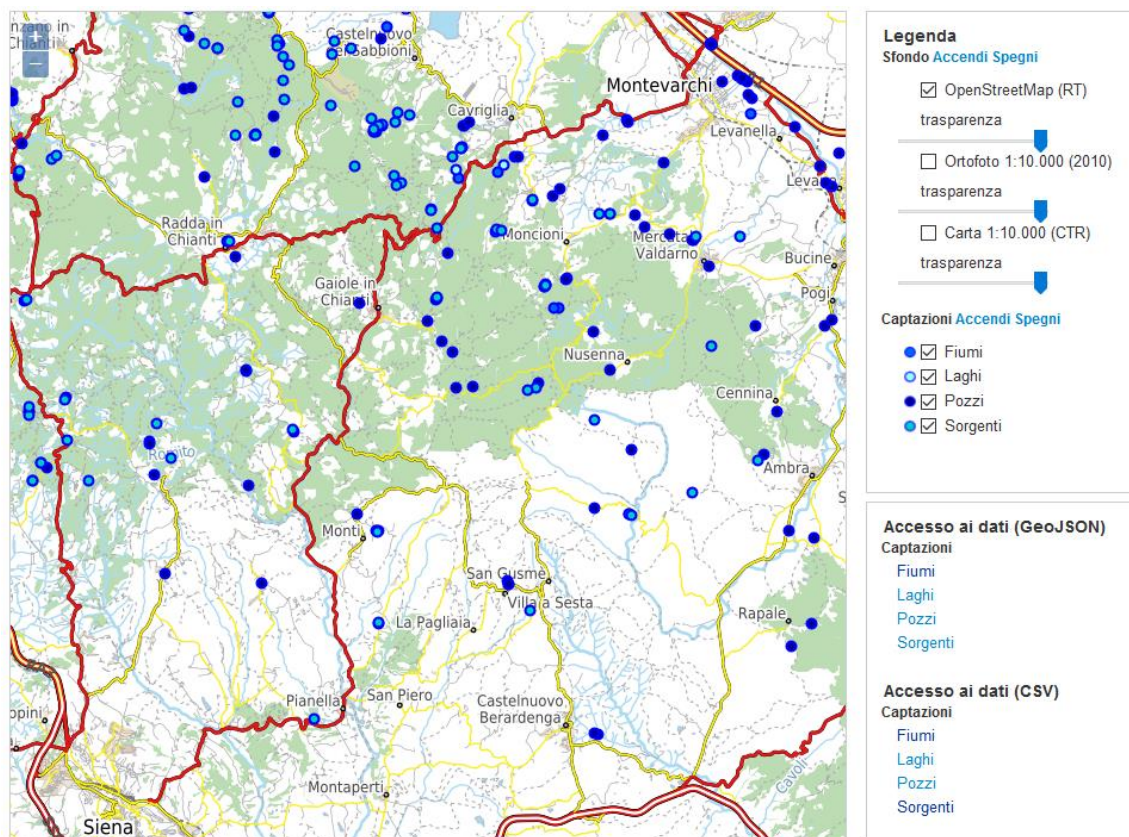 Chianti
Castelnuovo
Sabbioni
Montevarchi
Cavriglia
Levanella
Radda in
Chianti
Moncioni
Mercatale
Valdarno
Bucine
Gaiole in
Chianti
Pogi
Nusenna
Cennina
Ambra
Monti
San Gusme
Villa a Sesta
La Pagliaia
Rapale
Pianella
San Piero
Castelnuovo
Berardenga
Montaperti
Siena
Legenda
Sfondo Accendi Spegni
OpenStreetMap (RT)
trasparenza
Ortofoto 1:10.000 (2010)
trasparenza
Carta 1:10.000 (CTR)
trasparenza
Captazioni Accendi Spegni
Fiumi
Laghi
Pozzi
Sorgenti
Accesso ai dati (GeoJSON)
Captazioni
Fiumi
Laghi
Pozzi
Sorgenti
Accesso ai dati (CSV)
Captazioni
Fiumi
Laghi
Pozzi
Sorgenti